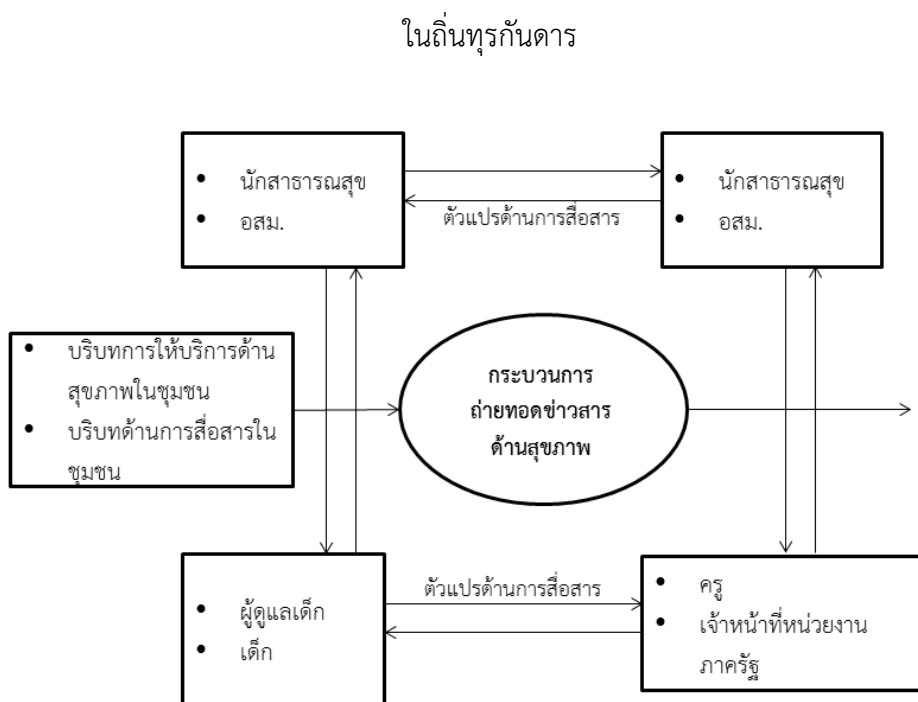 ในถิ่นทุรกันดาร
• นักสาธารณสุข
• อสม.
ตัวแปรด้านการสื่อสาร
• นักสาธารณสุข
• อสม.
• บริบทการให้บริการด้าน
สุขภาพในชุมชน
• บริบทด้านการสื่อสารใน
ชุมชน
กระบวนการ
ถ่ายทอดข่าวสาร
ด้านสุขภาพ
• ผู้ดูแลเด็ก
• เด็ก
ตัวแปรด้านการสื่อสาร
• ครู
• เจ้าหน้าที่หน่วยงาน
ภาครัฐ